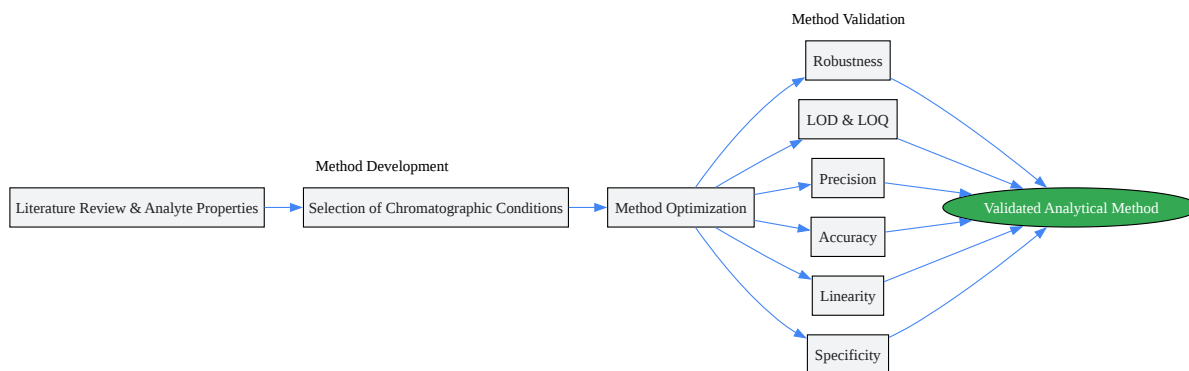 Method Development
Literature Review & Analyte Properties
Selection of Chromatographic Conditions
Method Optimization
Method Validation
Robustness
LOD & LOQ
Precision
Accuracy
Linearity
Specificity
Validated Analytical Method